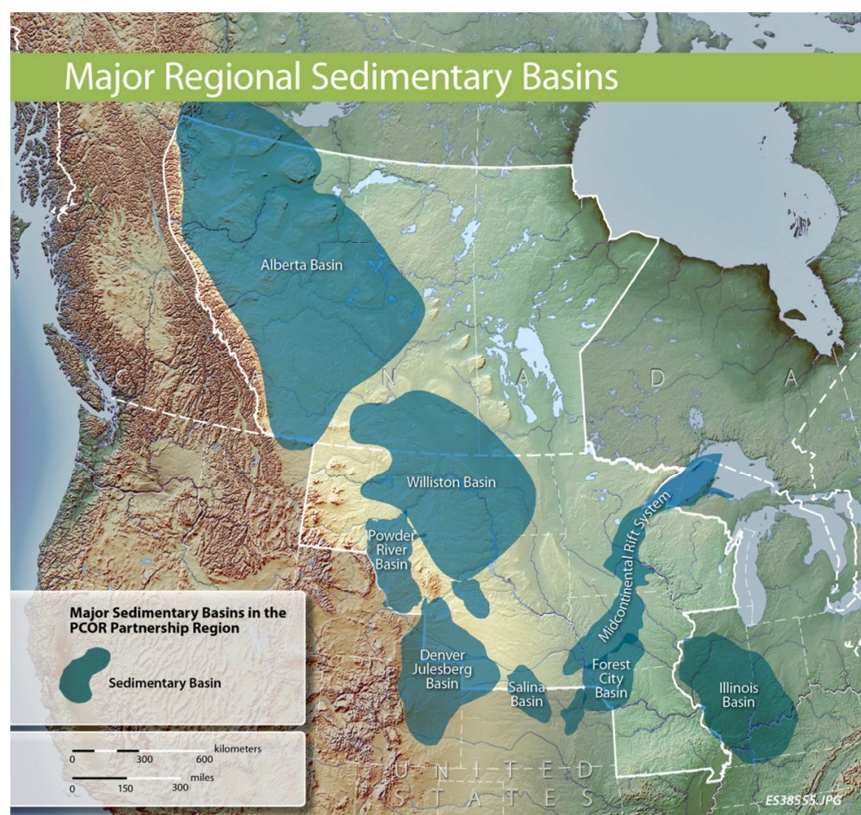 Major Regional Sedimentary Basins
Alberta Basin
C A N A D A
Williston Basin
Powder
River
Basin
Midcontinental Rift System
Major Sedimentary Basins in the
PCOR Partnership Region
Sedimentary Basin
Denver
Julesberg
Basin
Salina
Basin
Forest
City
Basin
Illinois
Basin
kilometers
0 300 600
miles
0 150 300
UNITED
STATES
ES38555.JPG